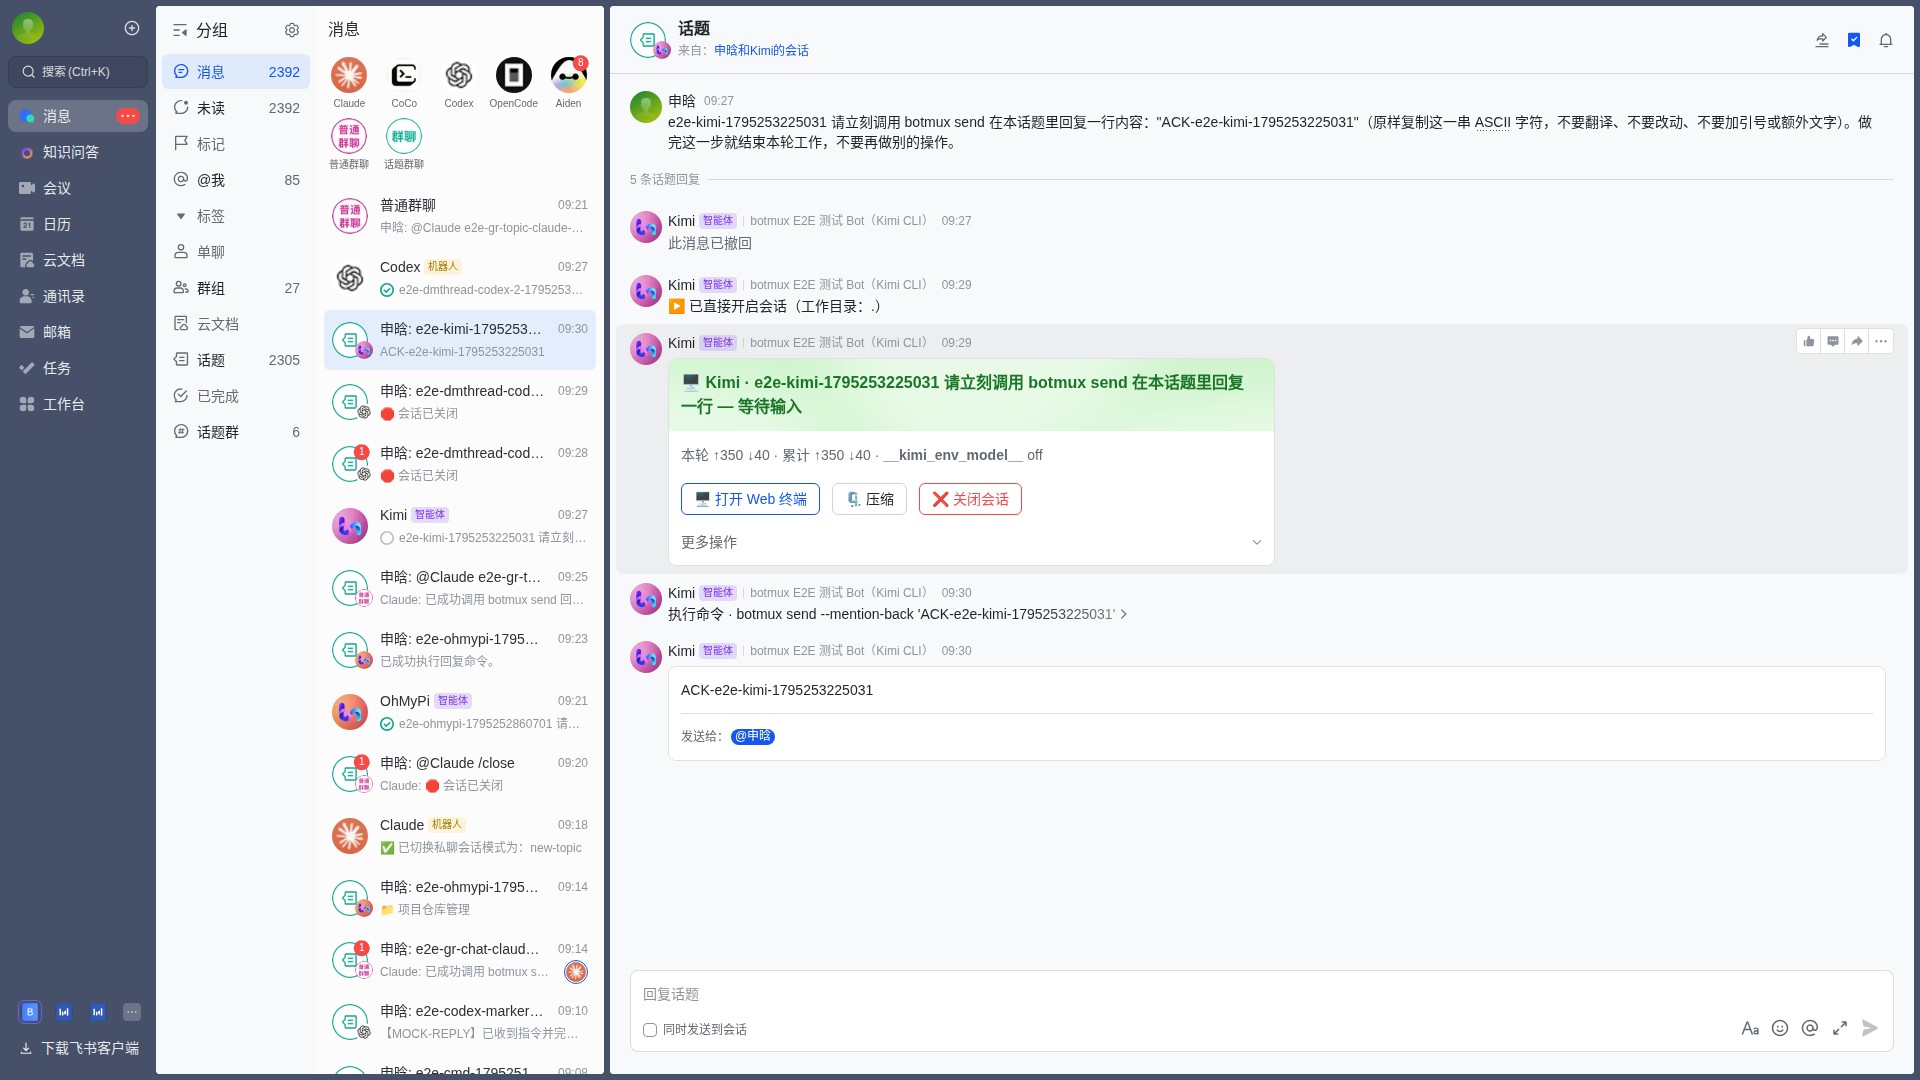 搜索 (Ctrl+K)
消息
知识问答
会议
日历
云文档
通讯录
邮箱
任务
工作台
下载飞书客户端
分组
消息 2392
未读 2392
标记
@我 85
标签
单聊
群组 27
云文档
话题 2305
已完成
话题群 6
消息
Claude CoCo Codex OpenCode Aiden
8
普通群聊 群聊
普通群聊 话题群聊
普通群聊 09:21
申晗: @Claude e2e-gr-topic-claude-...
Codex 机器人 09:27
e2e-dmthread-codex-2-1795253...
申晗: e2e-kimi-1795253... 09:30
ACK-e2e-kimi-1795253225031
申晗: e2e-dmthread-cod... 09:29
会话已关闭
1
申晗: e2e-dmthread-cod... 09:28
会话已关闭
Kimi 智能体 09:27
e2e-kimi-1795253225031 请立刻...
申晗: @Claude e2e-gr-t... 09:25
Claude: 已成功调用 botmux send 回...
申晗: e2e-ohmypi-1795... 09:23
已成功执行回复命令。
OhMyPi 智能体 09:21
e2e-ohmypi-1795252860701 请...
1
申晗: @Claude /close 09:20
Claude: 会话已关闭
Claude 机器人 09:18
已切换私聊会话模式为：new-topic
申晗: e2e-ohmypi-1795... 09:14
项目仓库管理
1
申晗: e2e-gr-chat-claud... 09:14
Claude: 已成功调用 botmux s...
申晗: e2e-codex-marker... 09:10
【MOCK-REPLY】已收到指令并完...
申晗: e2e-cmd-1795251... 09:08
话题
来自：申晗和Kimi的会话
申晗 09:27
e2e-kimi-1795253225031 请立刻调用 botmux send 在本话题里回复一行内容："ACK-e2e-kimi-1795253225031"（原样复制这一串 ASCII 字符，不要翻译、不要改动、不要加引号或额外文字）。做
完这一步就结束本轮工作，不要再做别的操作。
5 条话题回复
Kimi 智能体 botmux E2E 测试 Bot（Kimi CLI） 09:27
此消息已撤回
Kimi 智能体 botmux E2E 测试 Bot（Kimi CLI） 09:29
已直接开启会话（工作目录：.）
Kimi 智能体 botmux E2E 测试 Bot（Kimi CLI） 09:29
Kimi · e2e-kimi-1795253225031 请立刻调用 botmux send 在本话题里回复
一行 — 等待输入
本轮 ↑350 ↓40 · 累计 ↑350 ↓40 · __kimi_env_model__ off
打开 Web 终端 压缩 关闭会话
更多操作
Kimi 智能体 botmux E2E 测试 Bot（Kimi CLI） 09:30
执行命令 · botmux send --mention-back 'ACK-e2e-kimi-1795253225031'
Kimi 智能体 botmux E2E 测试 Bot（Kimi CLI） 09:30
ACK-e2e-kimi-1795253225031
发送给：@申晗
回复话题
同时发送到会话